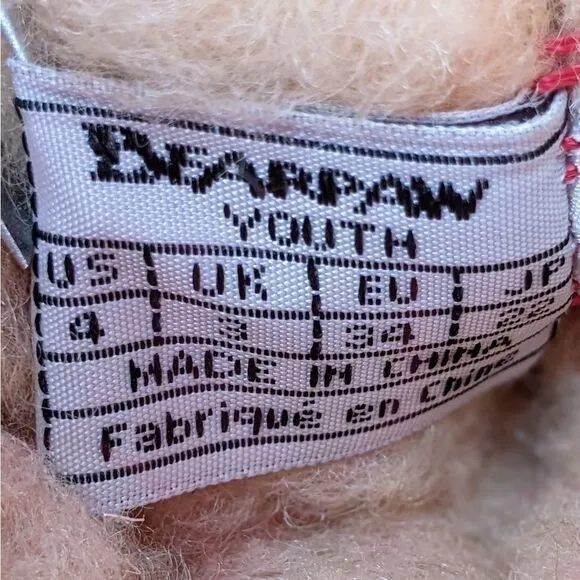 BEARPAW
YOUTH
US UK EU JP
4 3 34 22
MADE IN CHINA
Fabriqué en Chine